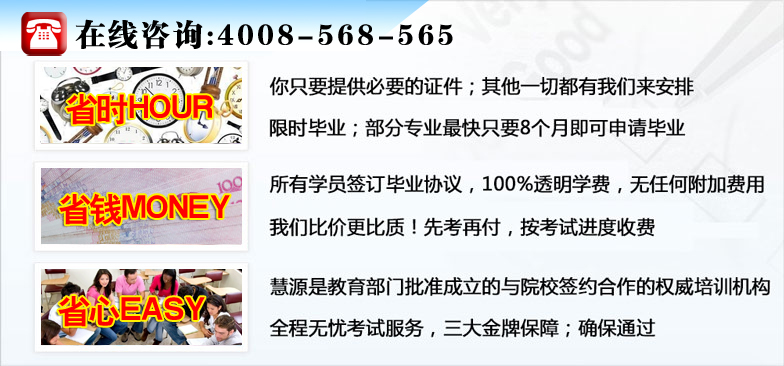 在线咨询:4008-568-565
省时HOUR
你只要提供必要的证件；其他一切都有我们来安排
限时毕业；部分专业最快只要8个月即可申请毕业
省钱MONEY
所有学员签订毕业协议，100%透明学费，无任何附加费用
我们比价更比质！先考再付，按考试进度收费
省心EASY
慧源是教育部门批准成立的与院校签约合作的权威培训机构
全程无忧考试服务，三大金牌保障；确保通过